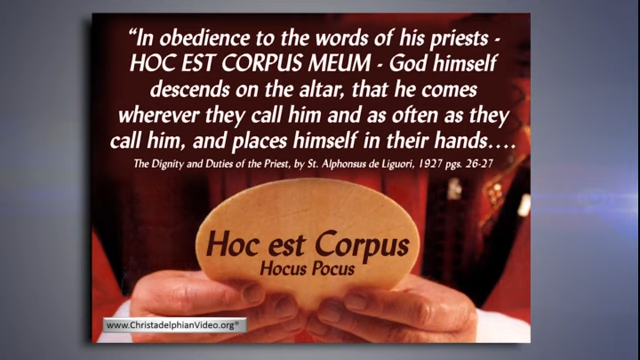 “In obedience to the words of his priests -
HOC EST CORPUS MEUM - God himself
descends on the altar, that he comes
wherever they call him and as often as they
call him, and places himself in their hands....
The Dignity and Duties of the Priest, by St. Alphonsus de Liguori, 1927 pgs. 26-27
Hoc est Corpus
Hocus Pocus
www.ChristadelphianVideo.org®